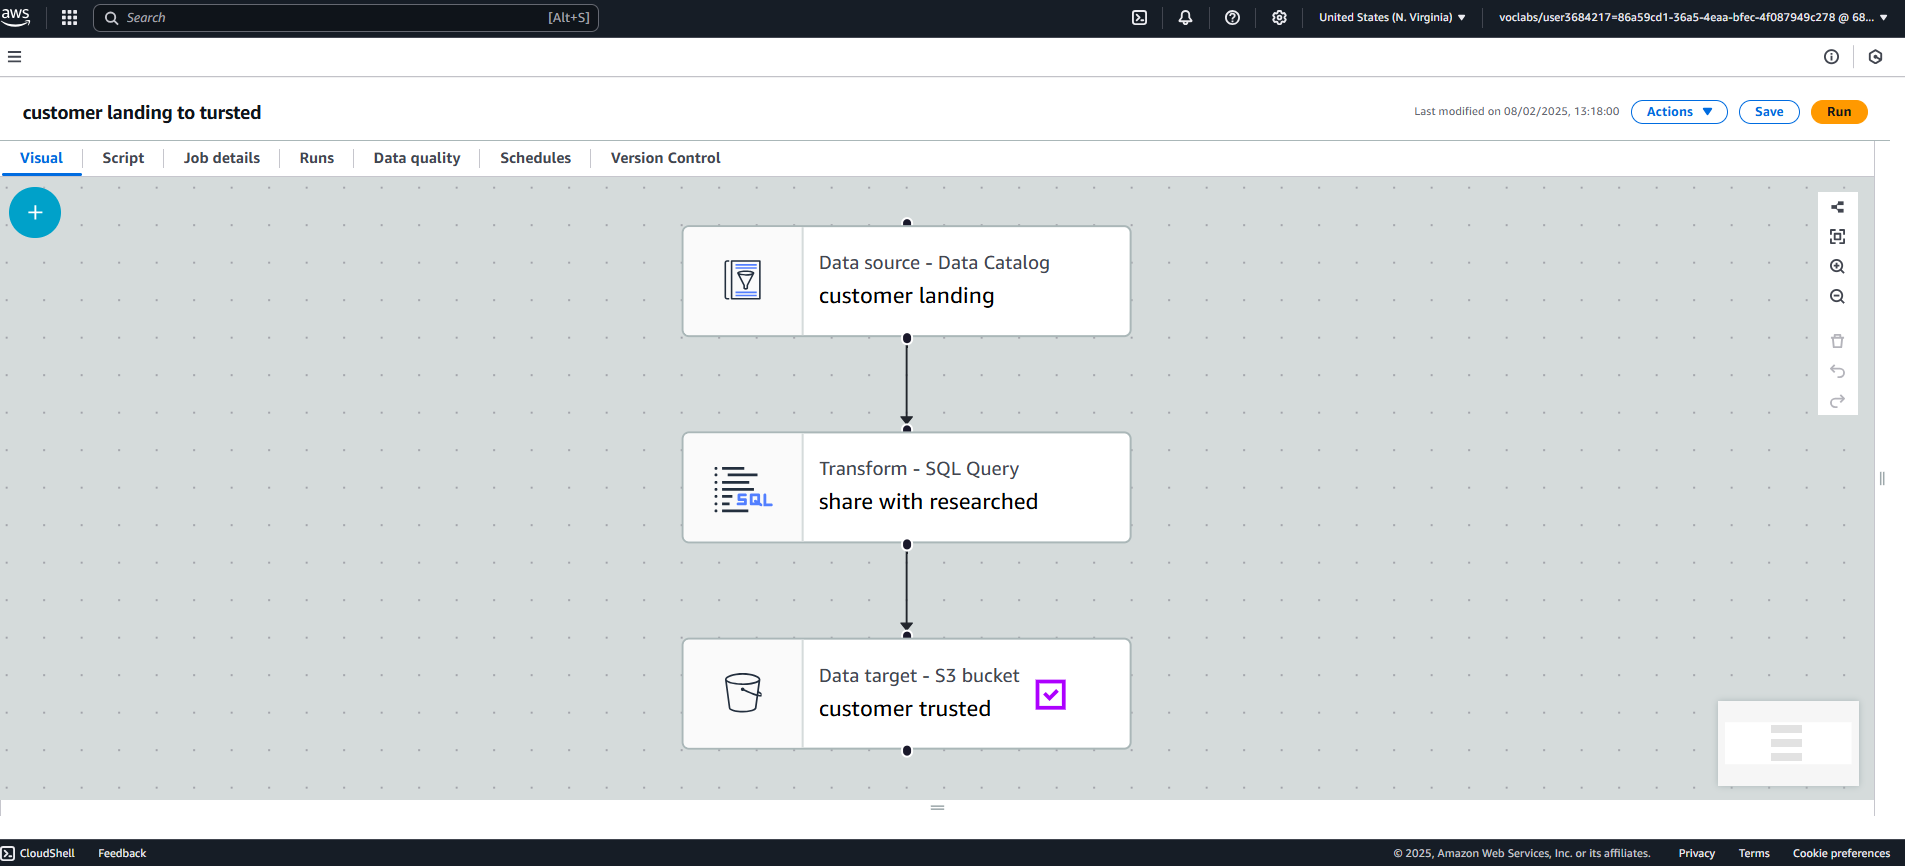 aws
Search [Alt+S]
United States (N. Virginia)
voclabs/user3684217=86a59cd1-36a5-4eaa-bfec-4f087949c278 @ 68...
customer landing to tursted
Last modified on 08/02/2025, 13:18:00
Actions
Save
Run
Visual
Script
Job details
Runs
Data quality
Schedules
Version Control
Data source - Data Catalog
customer landing
Transform - SQL Query
SQL
share with researched
Data target - S3 bucket
customer trusted
CloudShell
Feedback
© 2025, Amazon Web Services, Inc. or its affiliates.
Privacy
Terms
Cookie preferences